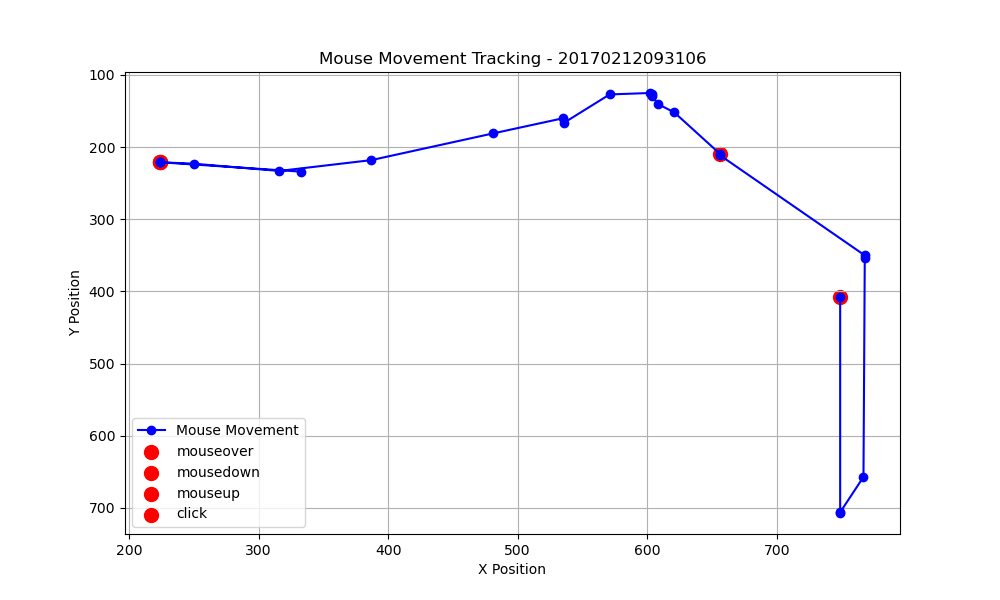 Mouse Movement Tracking - 20170212093106
100
200
300
400
500
600
700
Y Position
Mouse Movement
mouseover
mousedown
mouseup
click
200 300 400 500 600 700
X Position